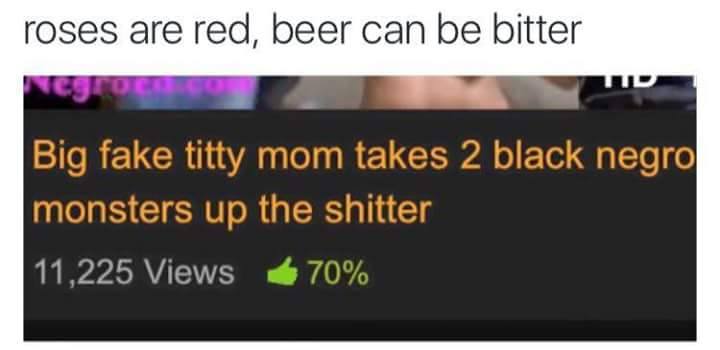 roses are red, beer can be bitter
HD
Big fake titty mom takes 2 black negro
monsters up the shitter
11,225 Views 70%